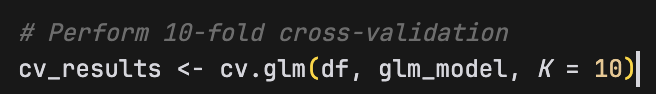 # Perform 10-fold cross-validation
cv_results <- cv.glm(df, glm_model, K = 10)